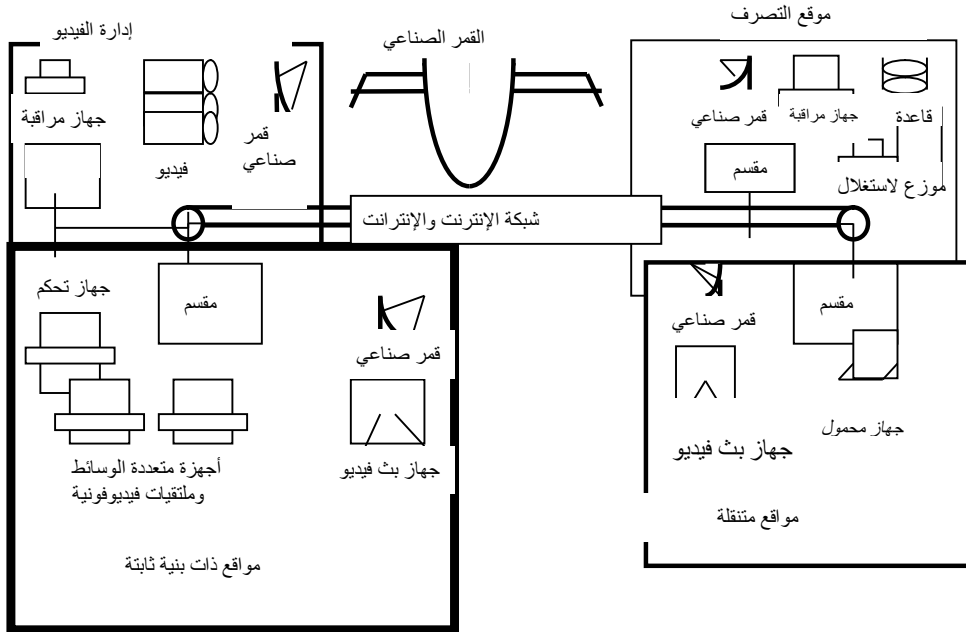 موقع التصرف
القمر الصناعي
إدارة الفيديو
قاعدة
جهاز مراقبة
قمر صناعي
مقسم
موزع لاستغلال
جهاز مراقبة
فيديو
قمر
صناعي
شبكة الإنترنت والإنترانت
مقسم
قمر صناعي
جهاز محمول
جهاز بث فيديو
مواقع متنقلة
جهاز تحكم
مقسم
قمر صناعي
جهاز بث فيديو
أجهزة متعددة الوسائط
وملتقيات فيديوفونية
مواقع ذات بنية ثابتة